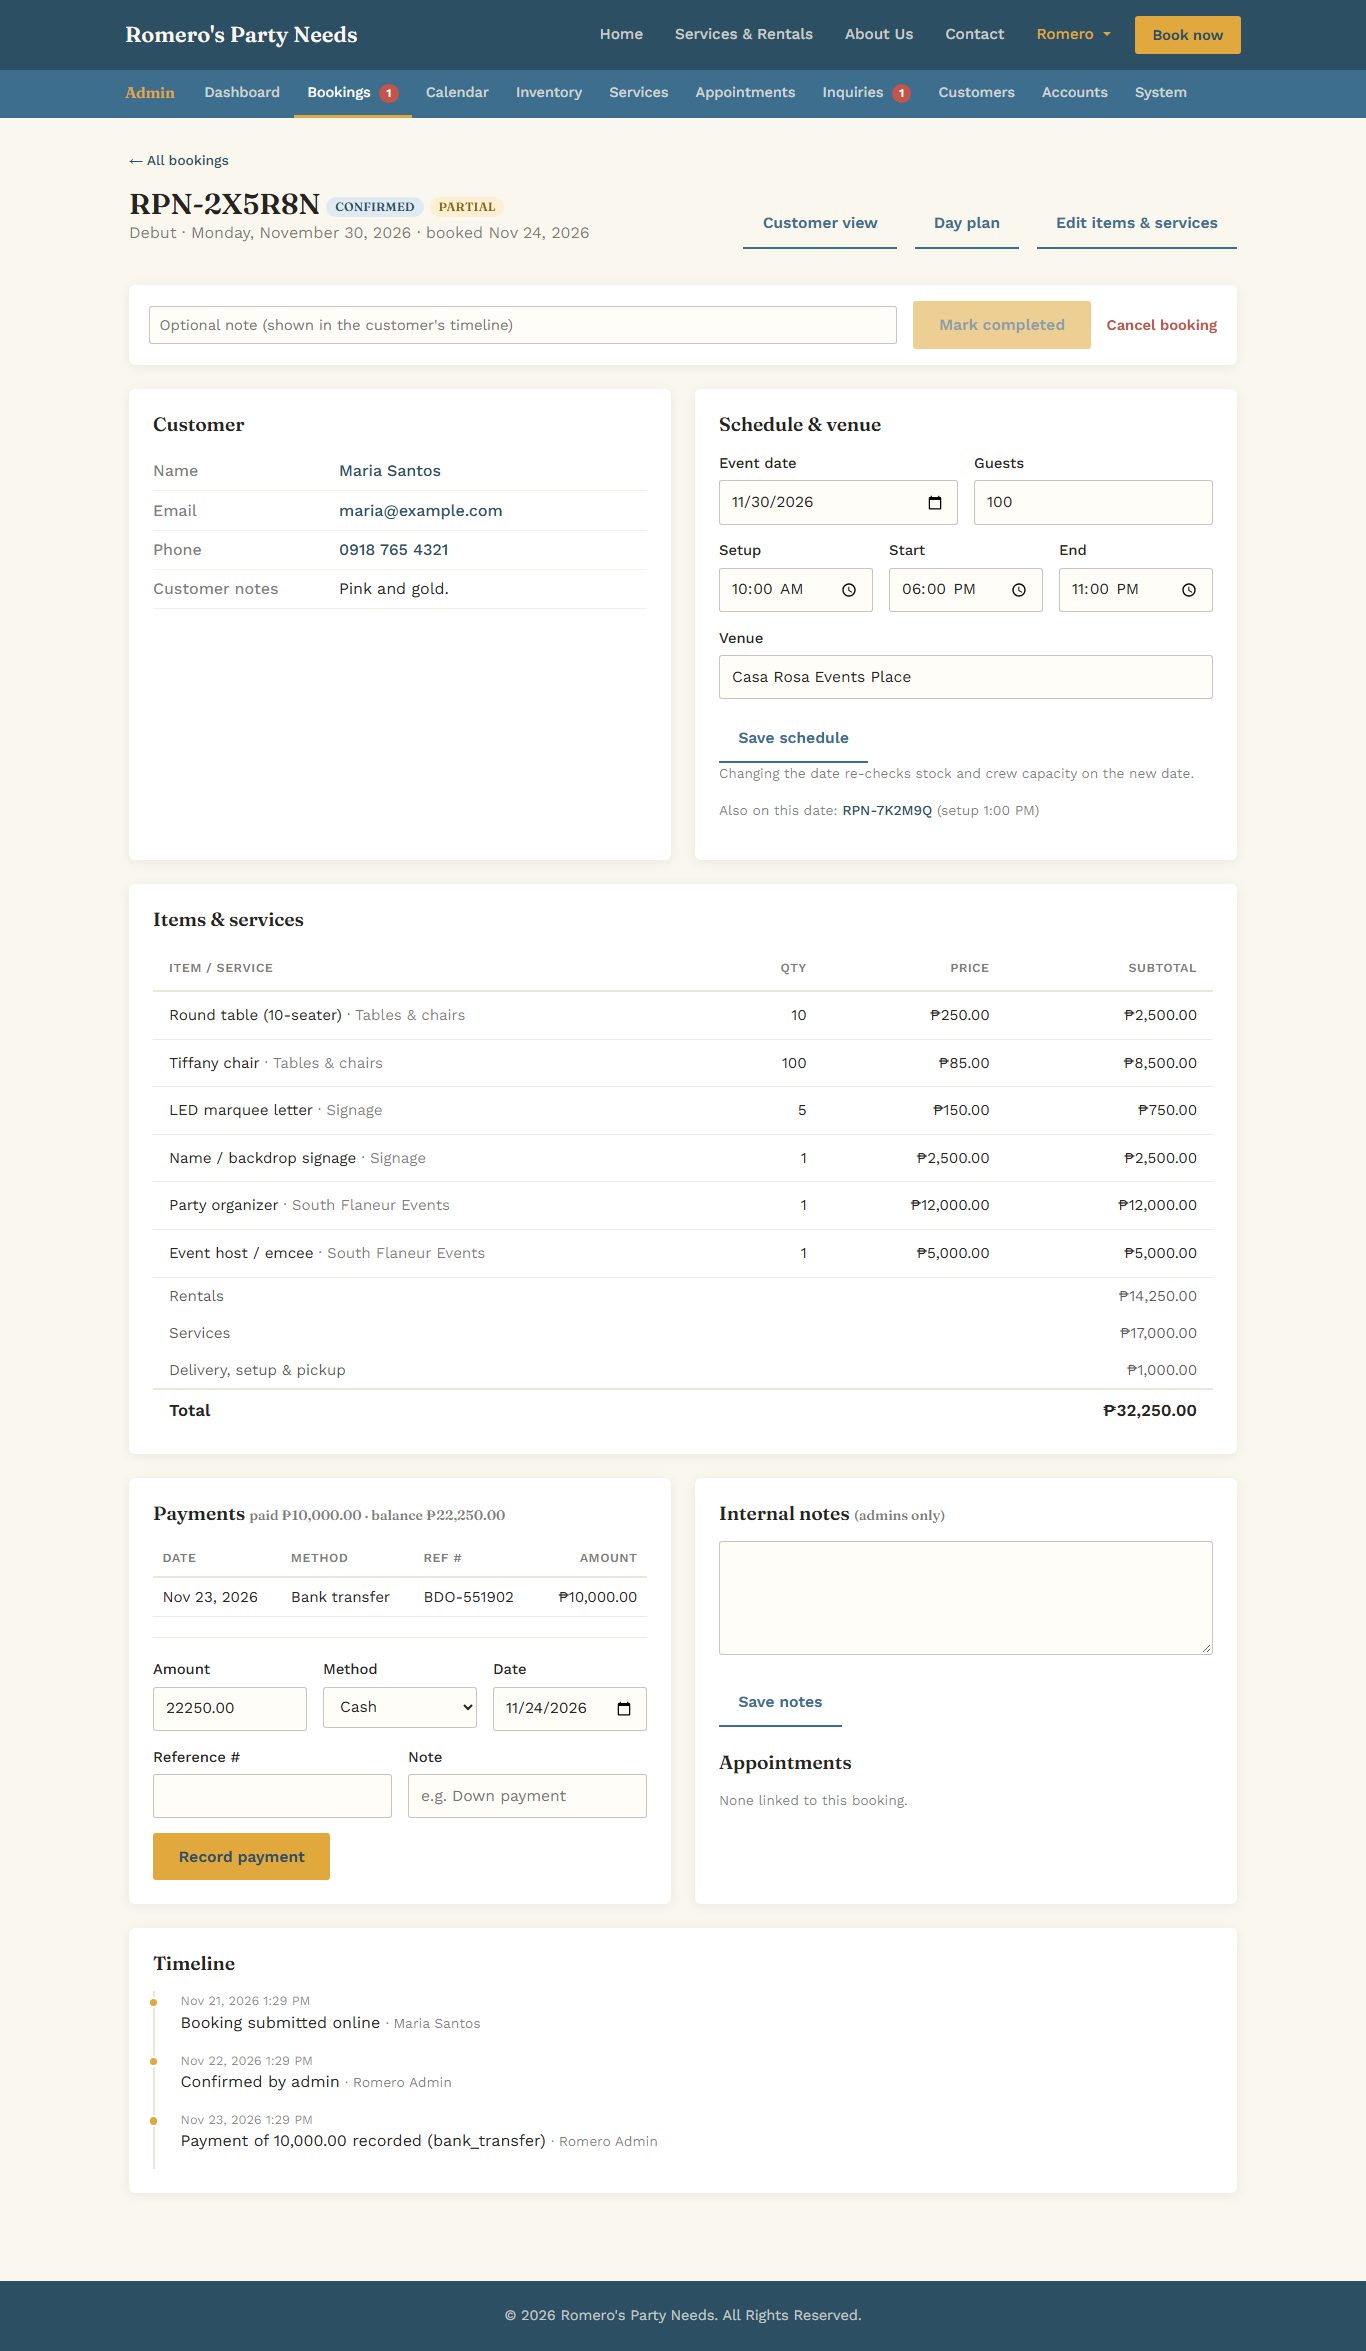 Romero's Party Needs
Home Services & Rentals About Us Contact Romero Book now
Admin Dashboard Bookings 1 Calendar Inventory Services Appointments Inquiries 1 Customers Accounts System
← All bookings
RPN-2X5R8N CONFIRMED PARTIAL
Debut · Monday, November 30, 2026 · booked Nov 24, 2026
Customer view Day plan Edit items & services
Optional note (shown in the customer's timeline) Mark completed Cancel booking
Customer
Name Maria Santos
Email maria@example.com
Phone 0918 765 4321
Customer notes Pink and gold.
Schedule & venue
Event date Guests
11/30/2026 100
Setup Start End
10:00 AM 06:00 PM 11:00 PM
Venue
Casa Rosa Events Place
Save schedule
Changing the date re-checks stock and crew capacity on the new date.
Also on this date: RPN-7K2M9Q (setup 1:00 PM)
Items & services
ITEM / SERVICE QTY PRICE SUBTOTAL
Round table (10-seater) · Tables & chairs 10 ₱250.00 ₱2,500.00
Tiffany chair · Tables & chairs 100 ₱85.00 ₱8,500.00
LED marquee letter · Signage 5 ₱150.00 ₱750.00
Name / backdrop signage · Signage 1 ₱2,500.00 ₱2,500.00
Party organizer · South Flaneur Events 1 ₱12,000.00 ₱12,000.00
Event host / emcee · South Flaneur Events 1 ₱5,000.00 ₱5,000.00
Rentals ₱14,250.00
Services ₱17,000.00
Delivery, setup & pickup ₱1,000.00
Total ₱32,250.00
Payments paid ₱10,000.00 · balance ₱22,250.00
DATE METHOD REF # AMOUNT
Nov 23, 2026 Bank transfer BDO-551902 ₱10,000.00
Amount Method Date
22250.00 Cash 11/24/2026
Reference # Note
e.g. Down payment
Record payment
Internal notes (admins only)
Save notes
Appointments
None linked to this booking.
Timeline
Nov 21, 2026 1:29 PM
Booking submitted online · Maria Santos
Nov 22, 2026 1:29 PM
Confirmed by admin · Romero Admin
Nov 23, 2026 1:29 PM
Payment of 10,000.00 recorded (bank_transfer) · Romero Admin
© 2026 Romero's Party Needs. All Rights Reserved.